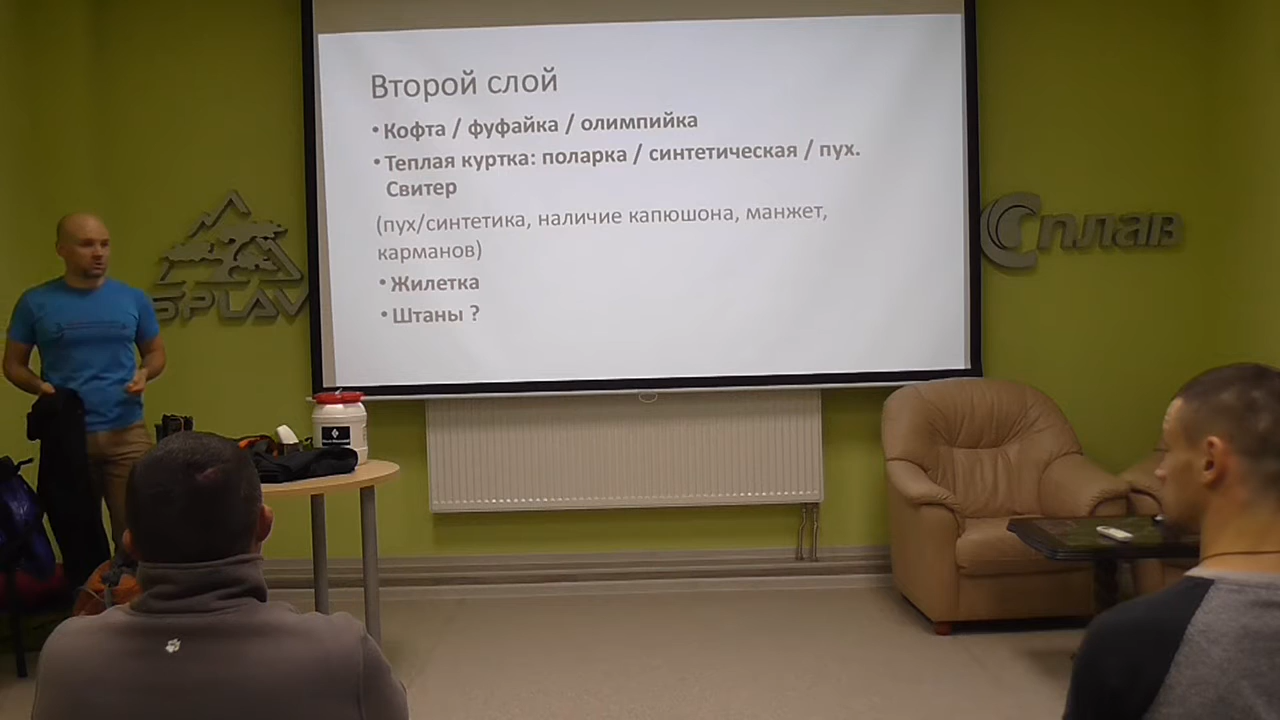 Второй слой
• Кофта / фуфайка / олимпийка
• Теплая куртка: поларка / синтетическая / пух.
Свитер
(пух/синтетика, наличие капюшона, манжет,
карманов)
• Жилетка
• Штаны ?
SPLAV
Сплав